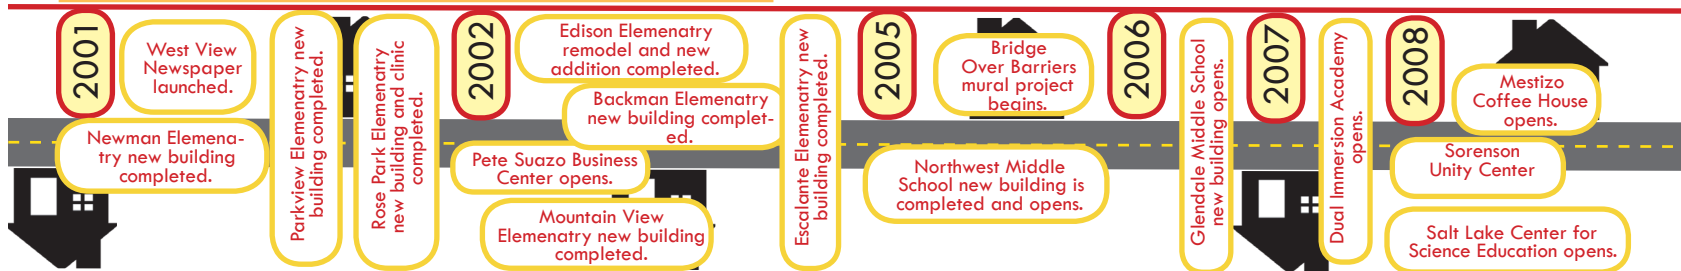 2001
West View
Newspaper
launched.
Newman Elemena-
try new building
completed.
Parkview Elemenatry new
building completed.
Rose Park Elemenatry
new building and clinic
completed.
2002
Edison Elemenatry
remodel and new
addition completed.
Backman Elemenatry
new building complet-
ed.
Pete Suazo Business
Center opens.
Mountain View
Elemenatry new building
completed.
Escalante Elemenatry new
building completed.
2005
Bridge
Over Barriers
mural project
begins.
Northwest Middle
School new building is
completed and opens.
2006
Glendale Middle School
new building opens.
2007
Dual Immersion Academy
opens.
2008
Mestizo
Coffee House
opens.
Sorenson
Unity Center
Salt Lake Center for
Science Education opens.